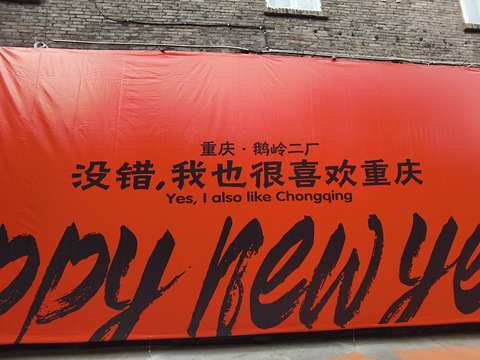 重庆·鹅岭二厂
没错,我也很喜欢重庆
Yes, I also like Chongqing
ppy new ye